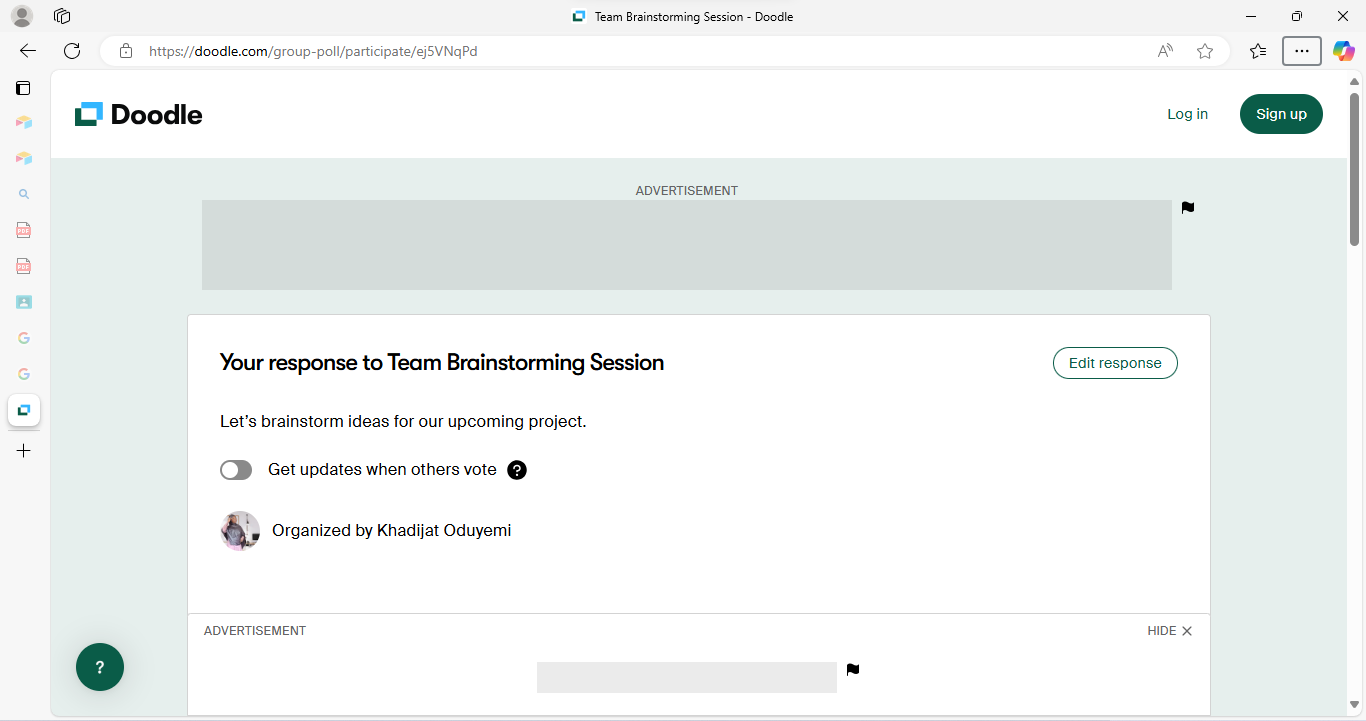 Team Brainstorming Session - Doodle
https://doodle.com/group-poll/participate/ej5VNqPd
Doodle
Log in
Sign up
ADVERTISEMENT
Your response to Team Brainstorming Session
Edit response
Let's brainstorm ideas for our upcoming project.
Get updates when others vote ?
Organized by Khadijat Oduyemi
ADVERTISEMENT
HIDE ✕
?